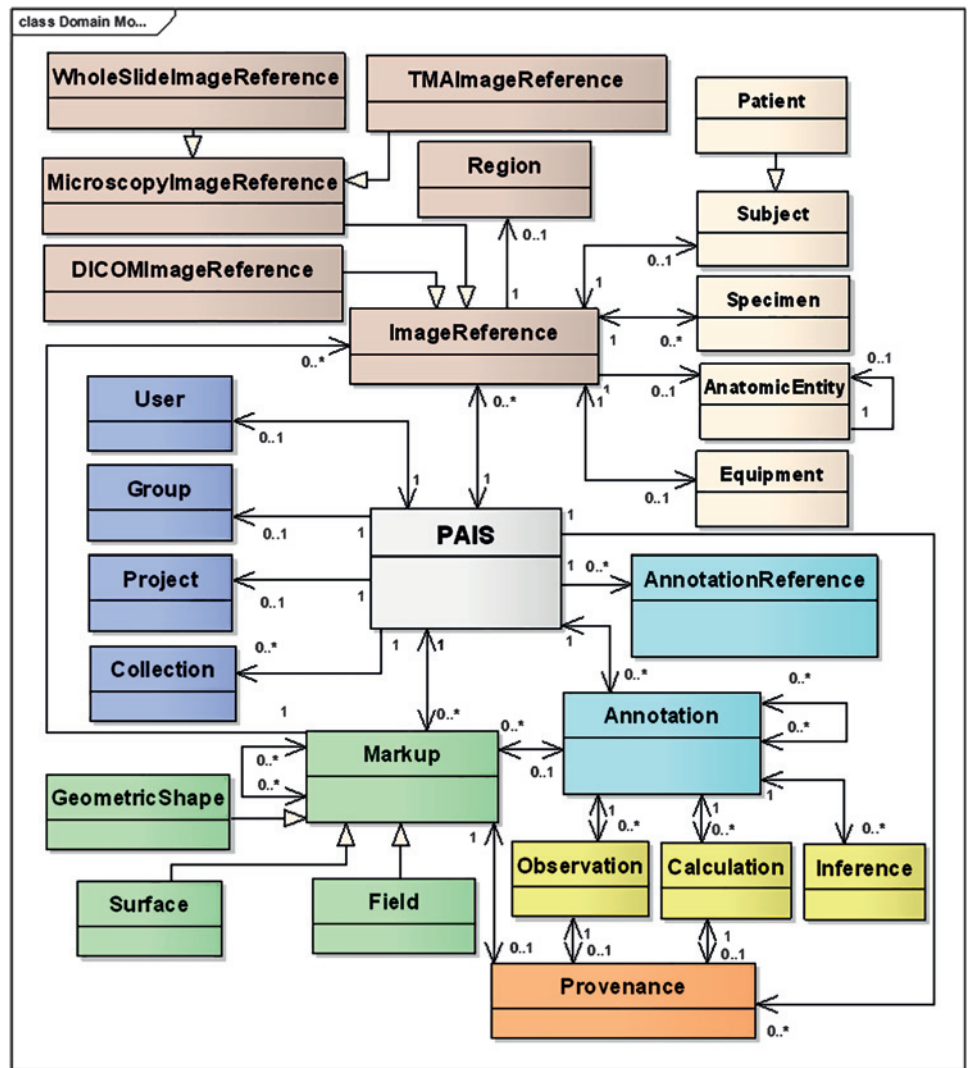 class Domain Mo...
WholeSlideImageReference
TMAImageReference
Patient
Region
MicroscopyImageReference
Subject
0..1
0..1
DICOMImageReference
1
1
Specimen
ImageReference
0..*
1
0..*
0..1
AnatomicEntity
0..1
1
1
1
0..*
User
0..1
Equipment
0..1
1
1
Group
0..1
1
PAIS
1
Project
0..1
1
1
0..*
AnnotationReference
Collection
0..*
1
1
1
0..*
1
0..*
0..*
Annotation
0..*
0..*
0..1
Markup
0..*
0..*
GeometricShape
1
1
1
1
0..*
0..*
0..*
Observation
Calculation
Inference
Surface
Field
0..1
1
0..1
1
0..1
Provenance
0..*